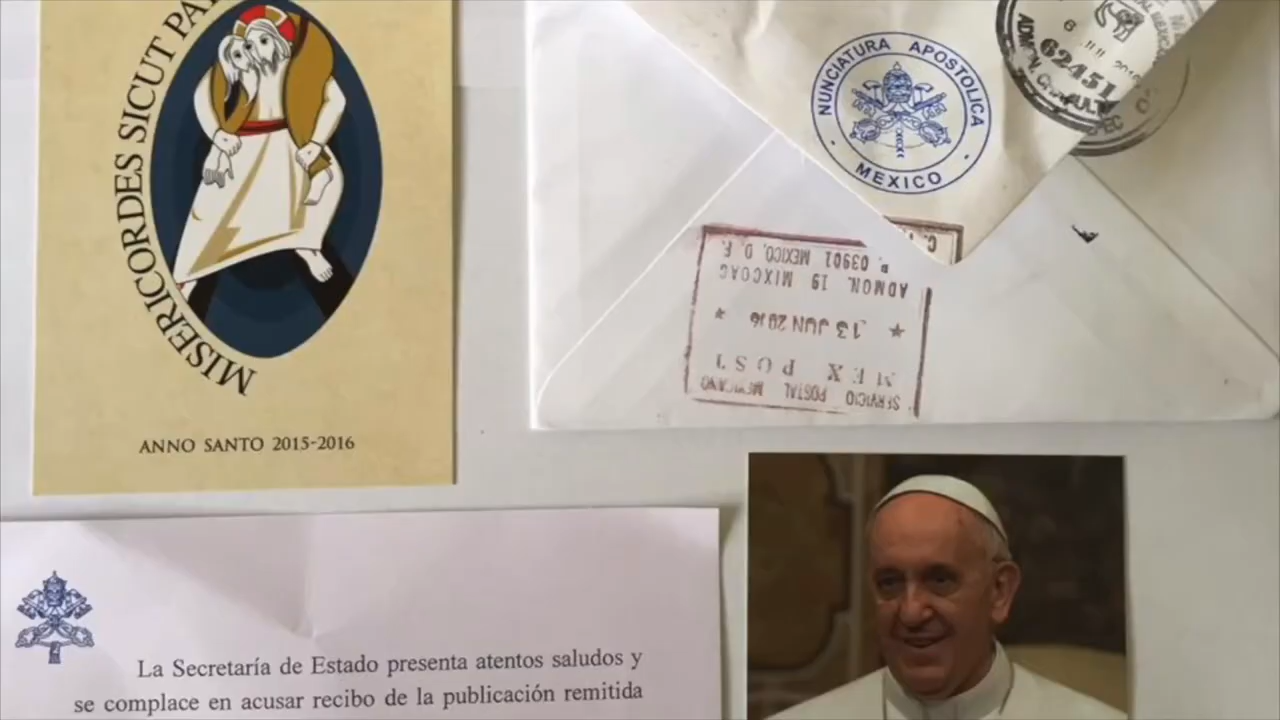 MISERICORDES SICUT PA
ANNO SANTO 2015-2016
NUNCIATURA APOSTOLICA
MEXICO
62451
SERVICIO POSTAL MEXICANO
MEX POST
★ 13 JUN 2016 ★
ADMON. 19 MIXCOAC
P. 03901 MEXICO, D. F.
La Secretaría de Estado presenta atentos saludos y
se complace en acusar recibo de la publicación remitida